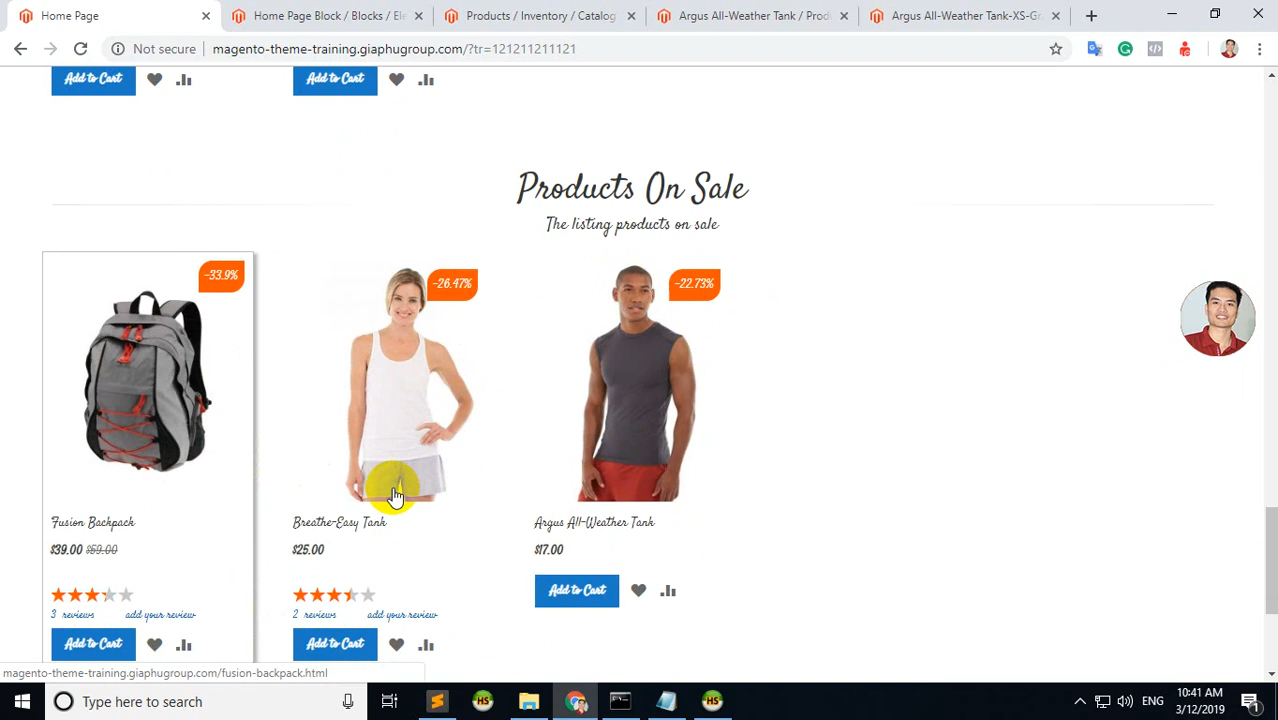 Home Page
Home Page Block / Blocks / Ele
Products / Inventory / Catalog
Argus All-Weather Tank / Produ
Argus All-Weather Tank-XS-Gr
Not secure
magento-theme-training.giaphugroup.com/?tr=121211211121
Add to Cart
Add to Cart
Products On Sale
The listing products on sale
-33.9%
-26.47%
-22.73%
Fusion Backpack
Breathe-Easy Tank
Argus All-Weather Tank
$39.00 $59.00
$25.00
$17.00
Add to Cart
3 reviews add your review
2 reviews add your review
Add to Cart
Add to Cart
magento-theme-training.giaphugroup.com/fusion-backpack.html
Type here to search
ENG
10:41 AM
3/12/2019